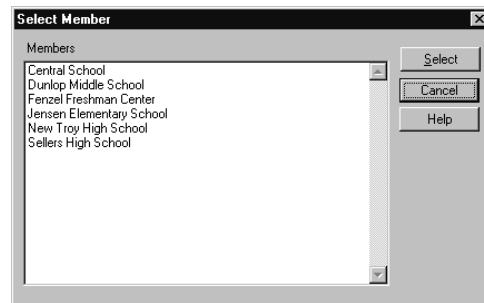 Select Member
Members
Central School
Dunlop Middle School
Fenzel Freshman Center
Jensen Elementary School
New Troy High School
Sellers High School
Select
Cancel
Help